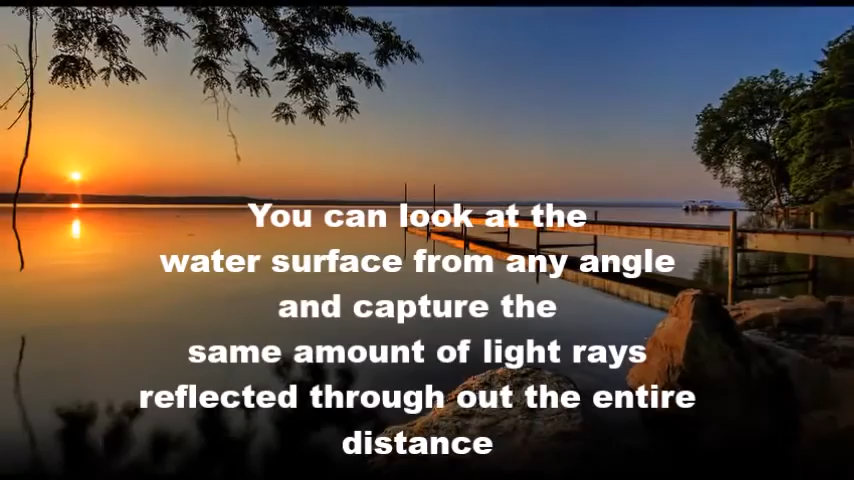 You can look at the
water surface from any angle
and capture the
same amount of light rays
reflected through out the entire
distance